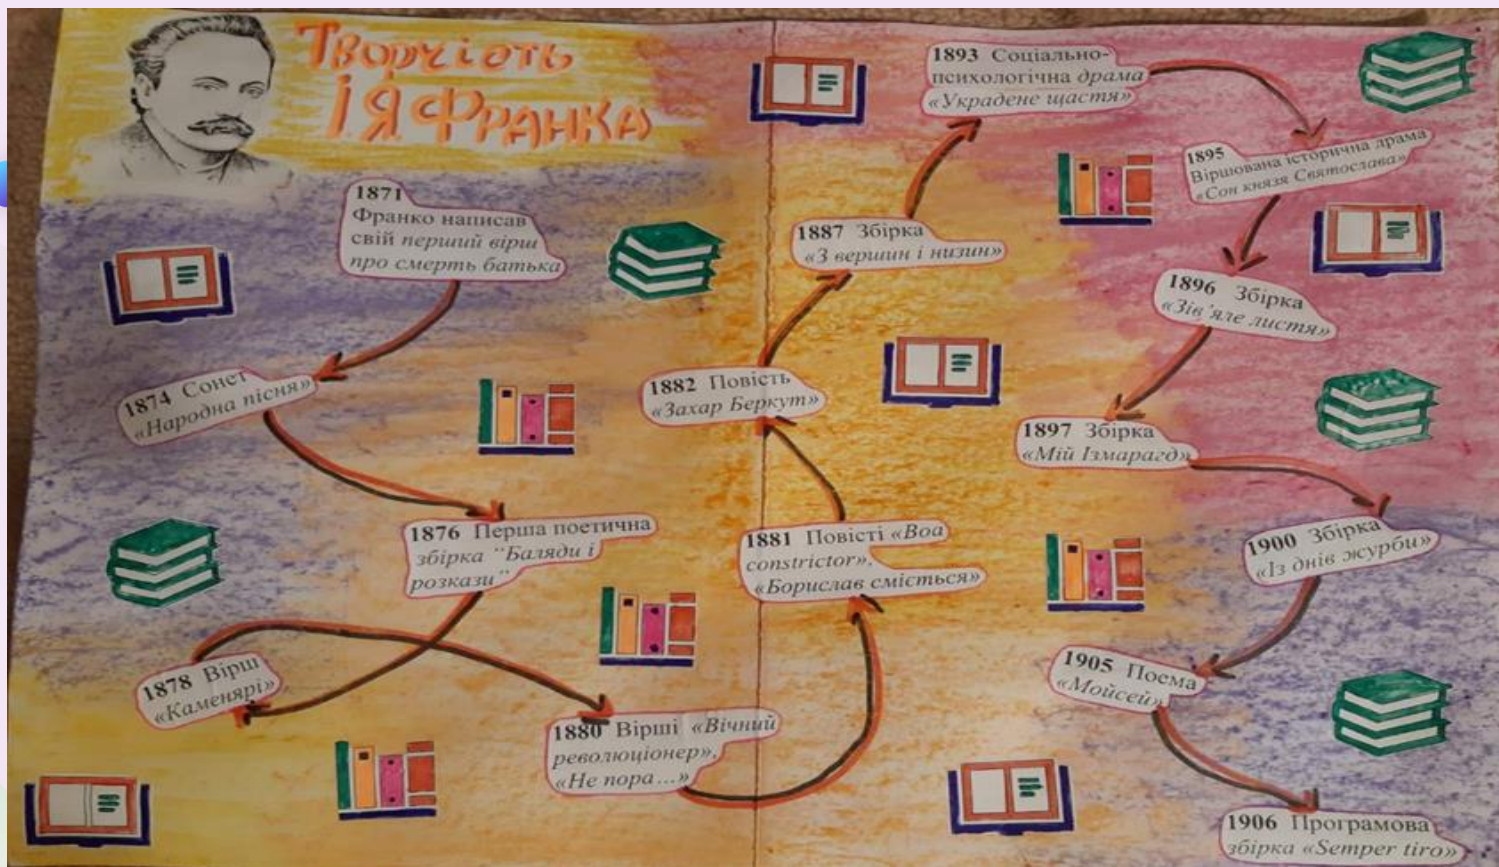 Творчість
І Я Франка
1871
Франко написав
свій перший вірш
про смерть батька
1874 Сонет
«Народна пісня»
1876 Перша поетична
збірка “Баляди і
розкази”
1878 Вірш
«Каменярі»
1880 Вірші «Вічний
революціонер»,
«Не пора...»
1881 Повісті «Boa
constrictor»,
«Борислав сміється»
1882 Повість
«Захар Беркут»
1887 Збірка
«З вершин і низин»
1893 Соціально-
психологічна драма
«Украдене щастя»
1895
Віршована історична драма
«Сон князя Святослава»
1896 Збірка
«Зів’яле листя»
1897 Збірка
«Мій Ізмарагд»
1900 Збірка
«Із днів журби»
1905 Поема
«Мойсей»
1906 Програмова
збірка «Semper tiro»